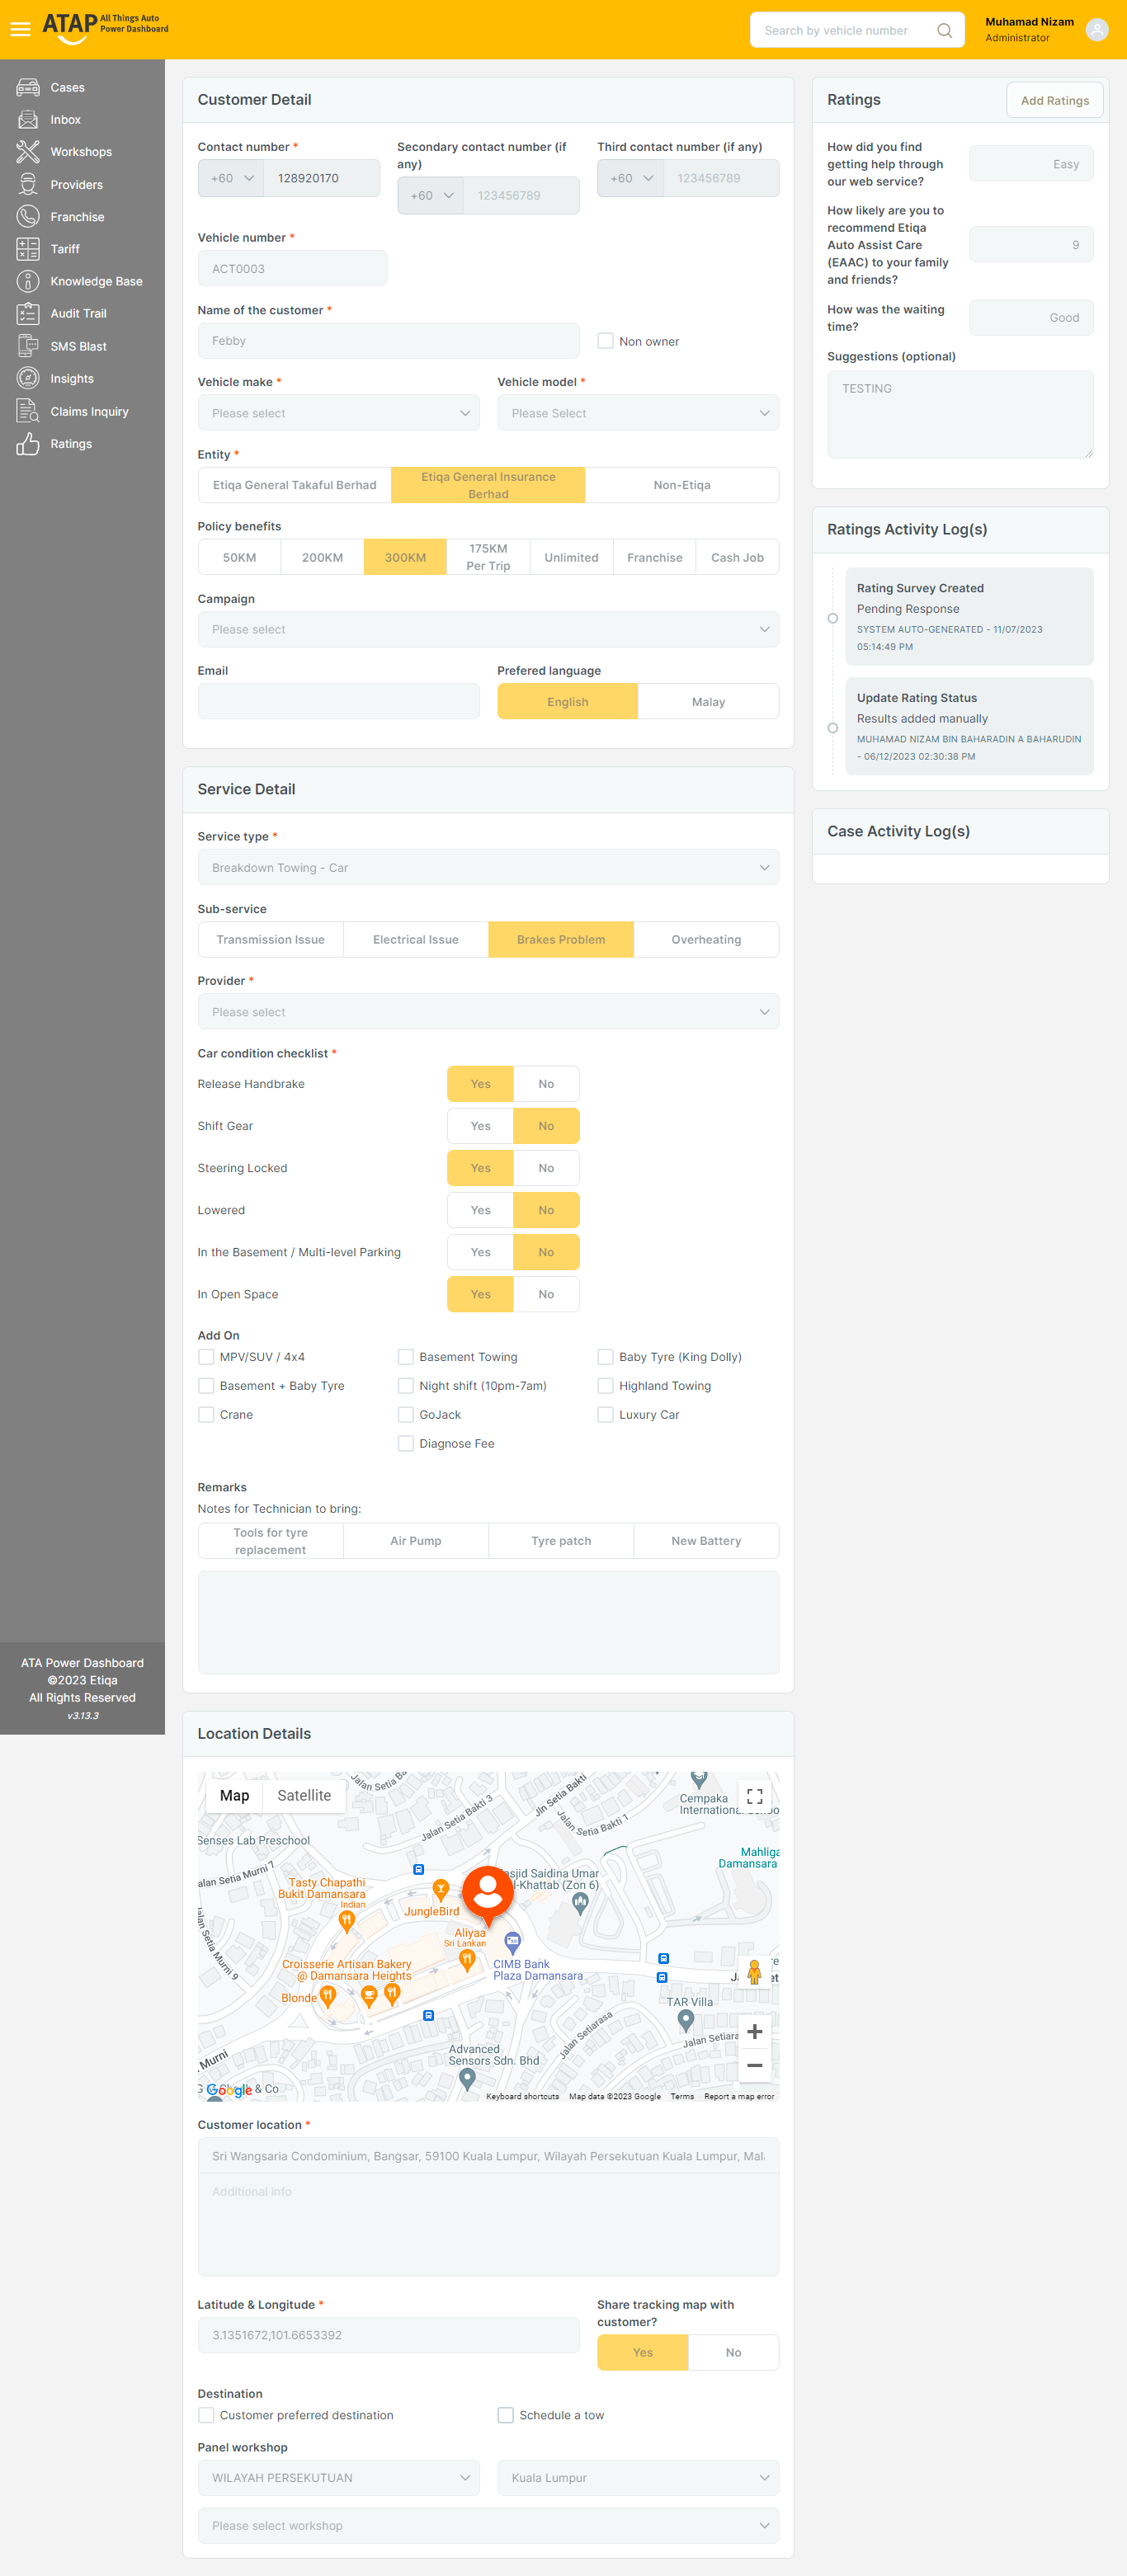 ATAP All Things Auto
Power Dashboard
Search by vehicle number
Muhamad Nizam
Administrator
Cases
Inbox
Workshops
Providers
Franchise
Tariff
Knowledge Base
Audit Trail
SMS Blast
Insights
Claims Inquiry
Ratings
ATA Power Dashboard
©2023 Etiqa
All Rights Reserved
v3.13.3
Customer Detail
Contact number *
+60 128920170
Secondary contact number (if
any)
+60 123456789
Third contact number (if any)
+60 123456789
Vehicle number *
ACT0003
Name of the customer *
Febby
Non owner
Vehicle make *
Please select
Vehicle model *
Please Select
Entity *
Etiqa General Takaful Berhad
Etiqa General Insurance
Berhad
Non-Etiqa
Policy benefits
50KM
200KM
300KM
175KM
Per Trip
Unlimited
Franchise
Cash Job
Campaign
Please select
Email
Prefered language
English
Malay
Service Detail
Service type *
Breakdown Towing - Car
Sub-service
Transmission Issue
Electrical Issue
Brakes Problem
Overheating
Provider *
Please select
Car condition checklist *
Release Handbrake Yes No
Shift Gear Yes No
Steering Locked Yes No
Lowered Yes No
In the Basement / Multi-level Parking Yes No
In Open Space Yes No
Add On
MPV/SUV / 4x4 Basement Towing Baby Tyre (King Dolly)
Basement + Baby Tyre Night shift (10pm-7am) Highland Towing
Crane GoJack Luxury Car
Diagnose Fee
Remarks
Notes for Technician to bring:
Tools for tyre
replacement
Air Pump
Tyre patch
New Battery
Location Details
Map Satellite
Jalan Setia Ba
Jalan Setia Bakti 3
Jln Setia Bakti
Jalan Setia Bakti 1
Cempaka
International
Senses Lab Preschool
Mahliga
Damansara
alan Setia Murni 7
Tasty Chapathi
Bukit Damansara
Indian
JungleBird
asjid Saidina Umar
l-Khattab (Zon 6)
Aliyaa
Sri Lankan
Jalan Setia Murni 9
Croisserie Artisan Bakery
@ Damansara Heights
CIMB Bank
Plaza Damansara
Blonde
TAR Villa
Jalan Setiarasa
Jalan Setiara
Advanced
Sensors Sdn. Bhd
Murni
& Co
Google
Keyboard shortcuts Map data ©2023 Google Terms Report a map error
Customer location *
Sri Wangsaria Condominium, Bangsar, 59100 Kuala Lumpur, Wilayah Persekutuan Kuala Lumpur, Mal
Additional info
Latitude & Longitude *
3.1351672,101.6653392
Share tracking map with
customer?
Yes No
Destination
Customer preferred destination
Schedule a tow
Panel workshop
WILAYAH PERSEKUTUAN
Kuala Lumpur
Please select workshop
Ratings
Add Ratings
How did you find
getting help through
our web service?
Easy
How likely are you to
recommend Etiqa
Auto Assist Care
(EAAC) to your family
and friends?
9
How was the waiting
time?
Good
Suggestions (optional)
TESTING
Ratings Activity Log(s)
Rating Survey Created
Pending Response
SYSTEM AUTO-GENERATED - 11/07/2023
05:14:49 PM
Update Rating Status
Results added manually
MUHAMAD NIZAM BIN BAHARADIN A BAHARUDIN
- 06/12/2023 02:30:38 PM
Case Activity Log(s)